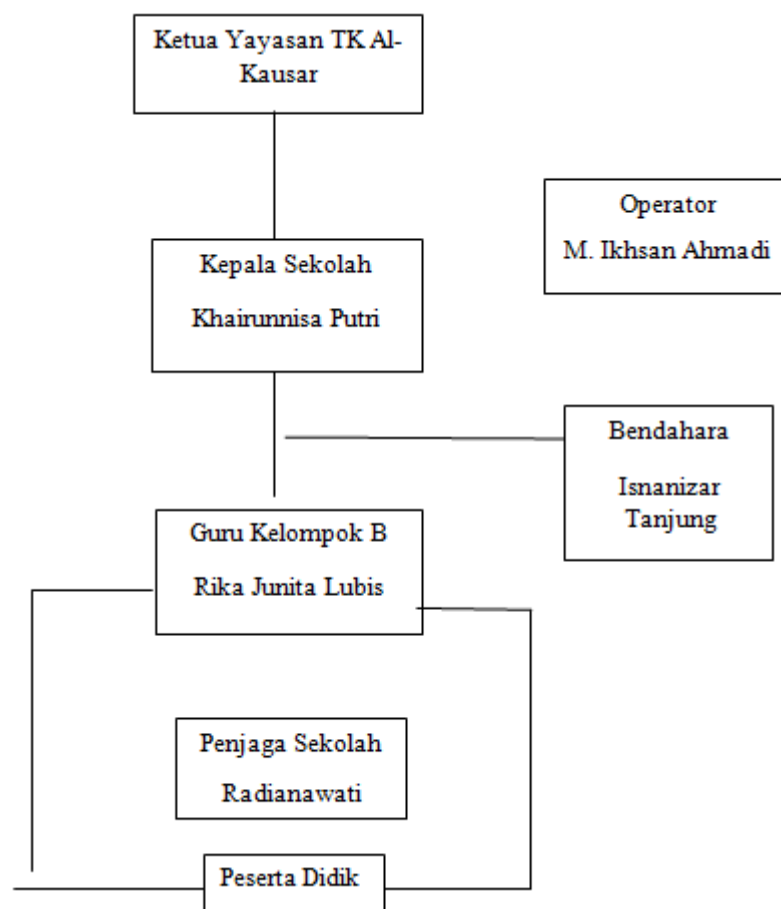 Ketua Yayasan TK Al-
Kausar
Operator
M. Ikhsan Ahmadi
Kepala Sekolah
Khairunnisa Putri
Bendahara
Isnanizar
Tanjung
Guru Kelompok B
Rika Junita Lubis
Penjaga Sekolah
Radianawati
Peserta Didik